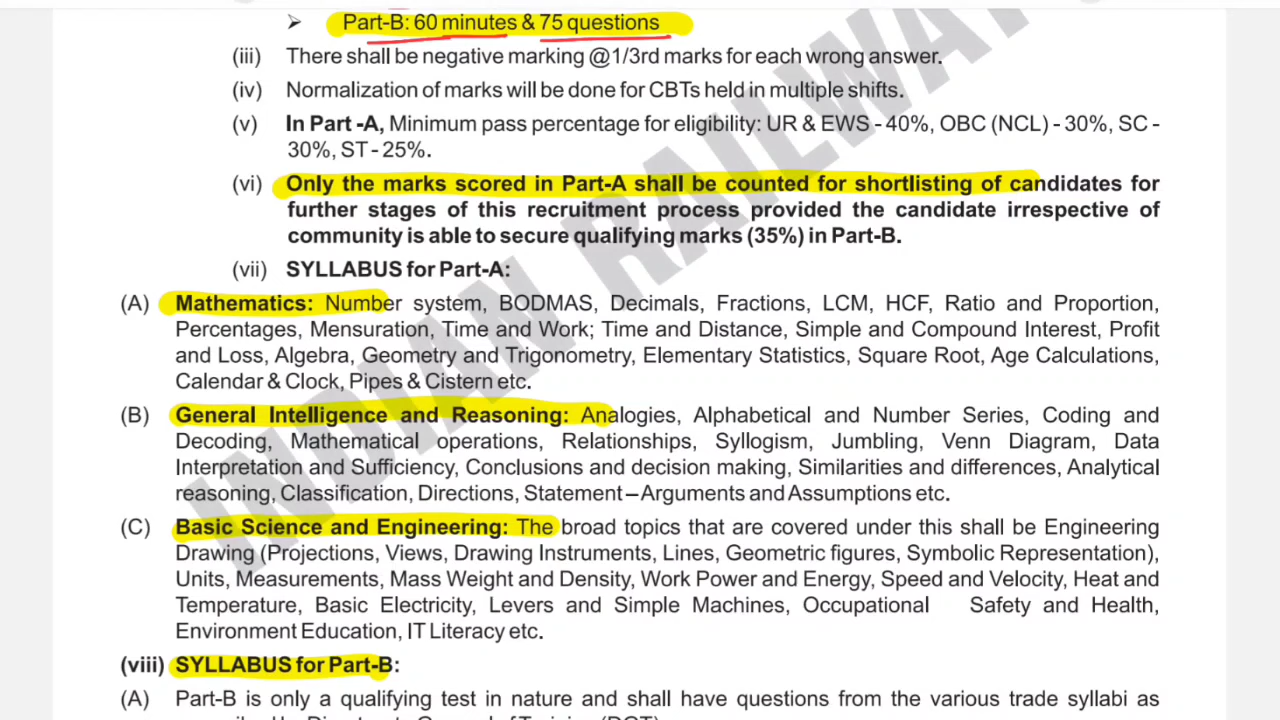 ➢ Part-B: 60 minutes & 75 questions
(iii) There shall be negative marking @1/3rd marks for each wrong answer.
(iv) Normalization of marks will be done for CBTs held in multiple shifts.
(v) In Part -A, Minimum pass percentage for eligibility: UR & EWS - 40%, OBC (NCL) - 30%, SC -
30%, ST - 25%.
(vi) Only the marks scored in Part-A shall be counted for shortlisting of candidates for
further stages of this recruitment process provided the candidate irrespective of
community is able to secure qualifying marks (35%) in Part-B.
(vii) SYLLABUS for Part-A:
(A) Mathematics: Number system, BODMAS, Decimals, Fractions, LCM, HCF, Ratio and Proportion,
Percentages, Mensuration, Time and Work; Time and Distance, Simple and Compound Interest, Profit
and Loss, Algebra, Geometry and Trigonometry, Elementary Statistics, Square Root, Age Calculations,
Calendar & Clock, Pipes & Cistern etc.
(B) General Intelligence and Reasoning: Analogies, Alphabetical and Number Series, Coding and
Decoding, Mathematical operations, Relationships, Syllogism, Jumbling, Venn Diagram, Data
Interpretation and Sufficiency, Conclusions and decision making, Similarities and differences, Analytical
reasoning, Classification, Directions, Statement – Arguments and Assumptions etc.
(C) Basic Science and Engineering: The broad topics that are covered under this shall be Engineering
Drawing (Projections, Views, Drawing Instruments, Lines, Geometric figures, Symbolic Representation),
Units, Measurements, Mass Weight and Density, Work Power and Energy, Speed and Velocity, Heat and
Temperature, Basic Electricity, Levers and Simple Machines, Occupational Safety and Health,
Environment Education, IT Literacy etc.
(viii) SYLLABUS for Part-B:
(A) Part-B is only a qualifying test in nature and shall have questions from the various trade syllabi as
General of Training (DGT)
INDIAN RAILWAY